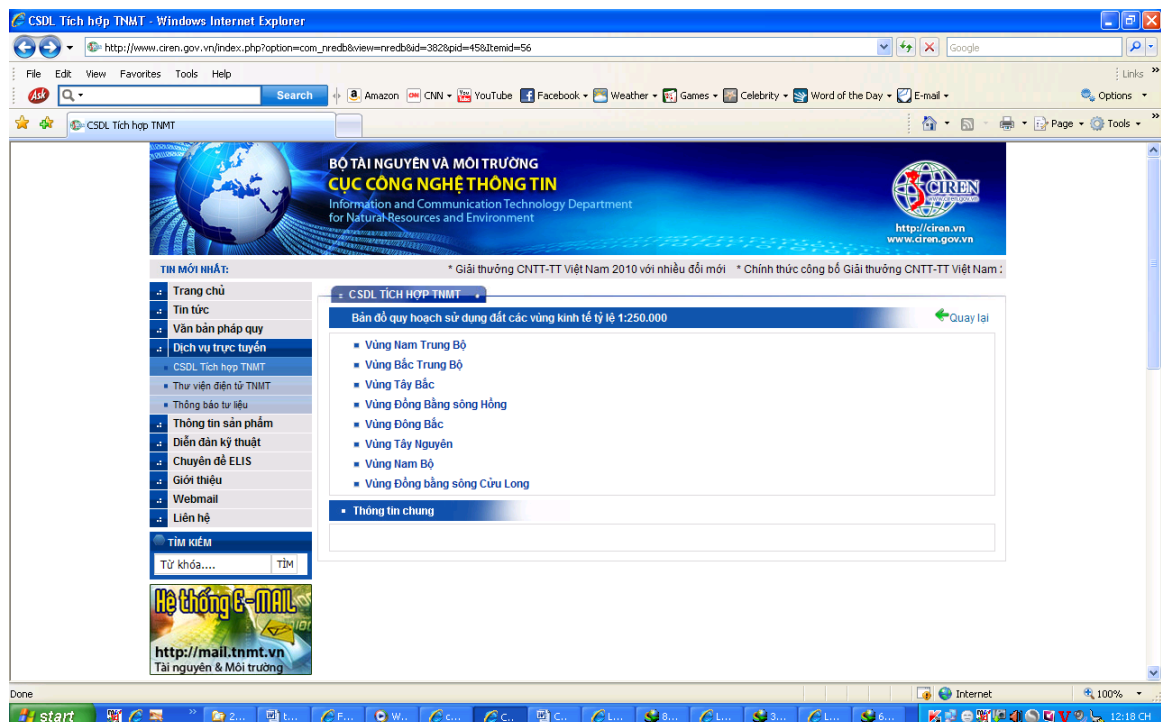 CSDL Tích hợp TNMT - Windows Internet Explorer
http://www.ciren.gov.vn/index.php?option=com_nredb&view=nredb&id=382&pid=45&Itemid=56
Google
File Edit View Favorites Tools Help
Links »
Ask Search Amazon CNN YouTube Facebook Weather Games Celebrity Word of the Day E-mail Options
CSDL Tích hợp TNMT
Page Tools »
BỘ TÀI NGUYÊN VÀ MÔI TRƯỜNG
CỤC CÔNG NGHỆ THÔNG TIN
Information and Communication Technology Department
for Natural Resources and Environment
CIREN
www.ciren.gov.vn
http://ciren.vn
www.ciren.gov.vn
TIN MỚI NHẤT:
* Giải thưởng CNTT-TT Việt Nam 2010 với nhiều đổi mới * Chính thức công bố Giải thưởng CNTT-TT Việt Nam
Trang chủ
Tin tức
Văn bản pháp quy
Dịch vụ trực tuyến
CSDL Tích hợp TNMT
Thư viện điện tử TNMT
Thông báo tư liệu
Thông tin sản phẩm
Diễn đàn kỹ thuật
Chuyên đề ELIS
Giới thiệu
Webmail
Liên hệ
TÌM KIẾM
Từ khóa.... TÌM
Hệ thống E-MAIL
http://mail.tnmt.vn
Tài nguyên & Môi trường
CSDL TÍCH HỢP TNMT
Bản đồ quy hoạch sử dụng đất các vùng kinh tế tỷ lệ 1:250.000
Quay lại
Vùng Nam Trung Bộ
Vùng Bắc Trung Bộ
Vùng Tây Bắc
Vùng Đồng Bằng sông Hồng
Vùng Đông Bắc
Vùng Tây Nguyên
Vùng Nam Bộ
Vùng Đồng bằng sông Cửu Long
Thông tin chung
Done
Internet
100%
start » 2... t... F... W... C... C... C... L... 8... L... 3... L... 6... 12:18 CH